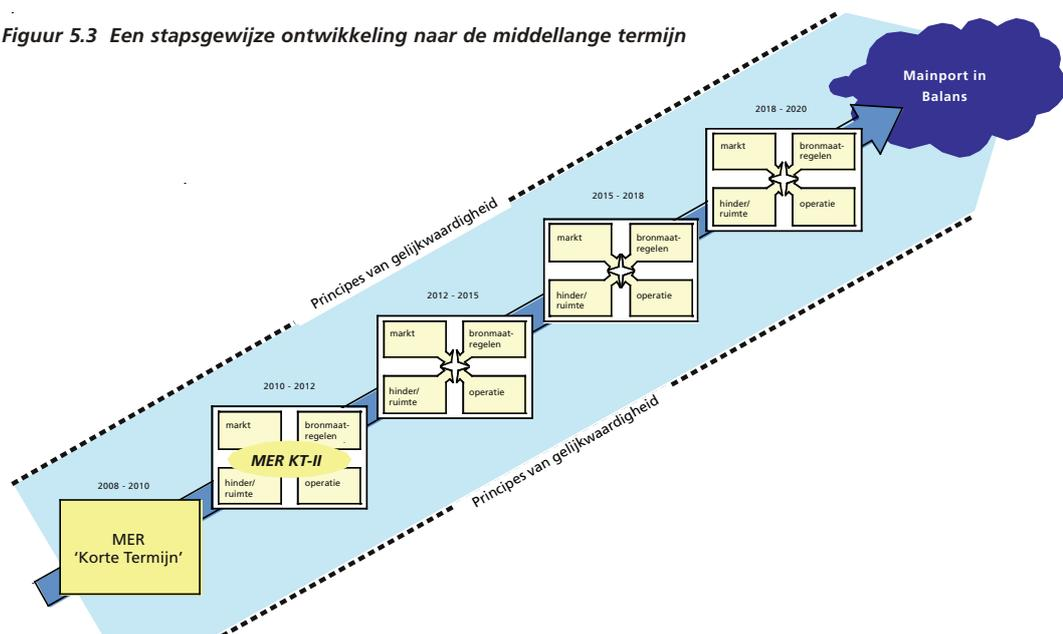 Figuur 5.3 Een stapsgewijze ontwikkeling naar de middellange termijn
Mainport in
Balans
2018 - 2020
markt
bronmaat-
regelen
hinder/
ruimte
operatie
2015 - 2018
markt
bronmaat-
regelen
hinder/
ruimte
operatie
Principes van gelijkwaardigheid
2012 - 2015
markt
bronmaat-
regelen
hinder/
ruimte
operatie
2010 - 2012
markt
bronmaat-
regelen
MER KT-II
hinder/
ruimte
operatie
Principes van gelijkwaardigheid
2008 - 2010
MER
‘Korte Termijn’